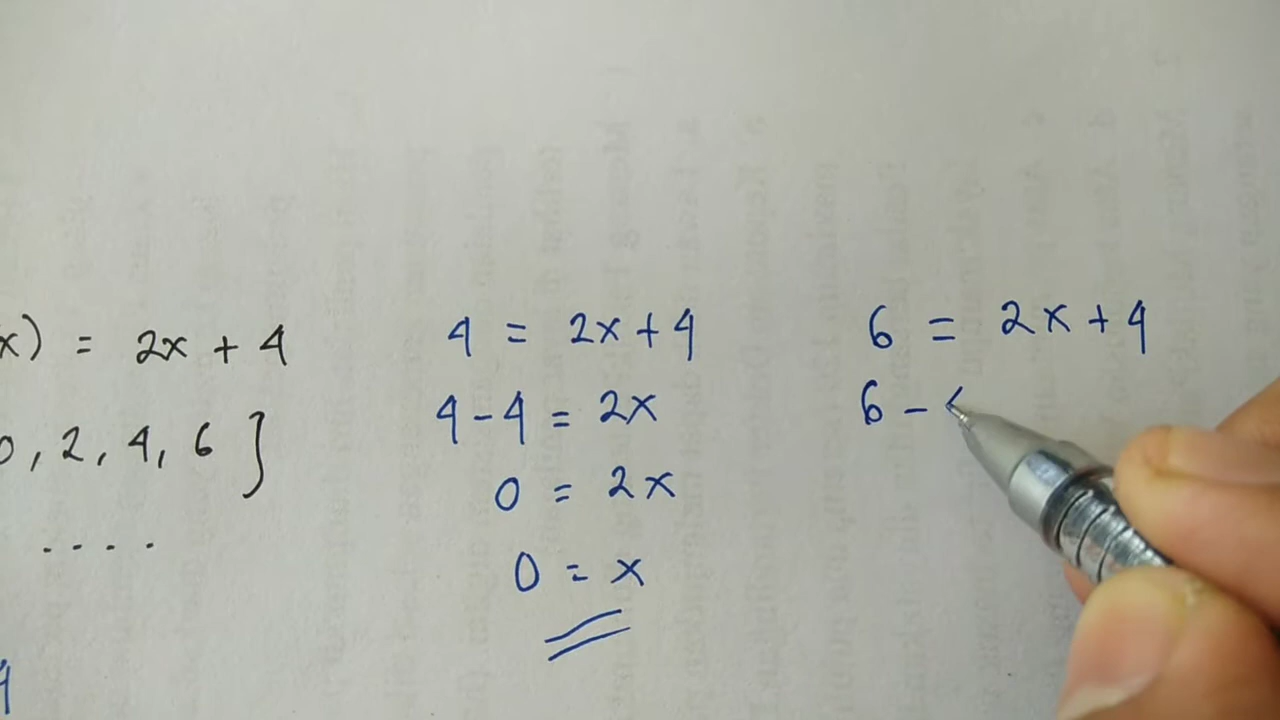 x) = 2x + 4
0, 2, 4, 6 }
. . . .
4
4 = 2x + 4
4 - 4 = 2x
0 = 2x
0 = x
6 = 2x + 4
6 -